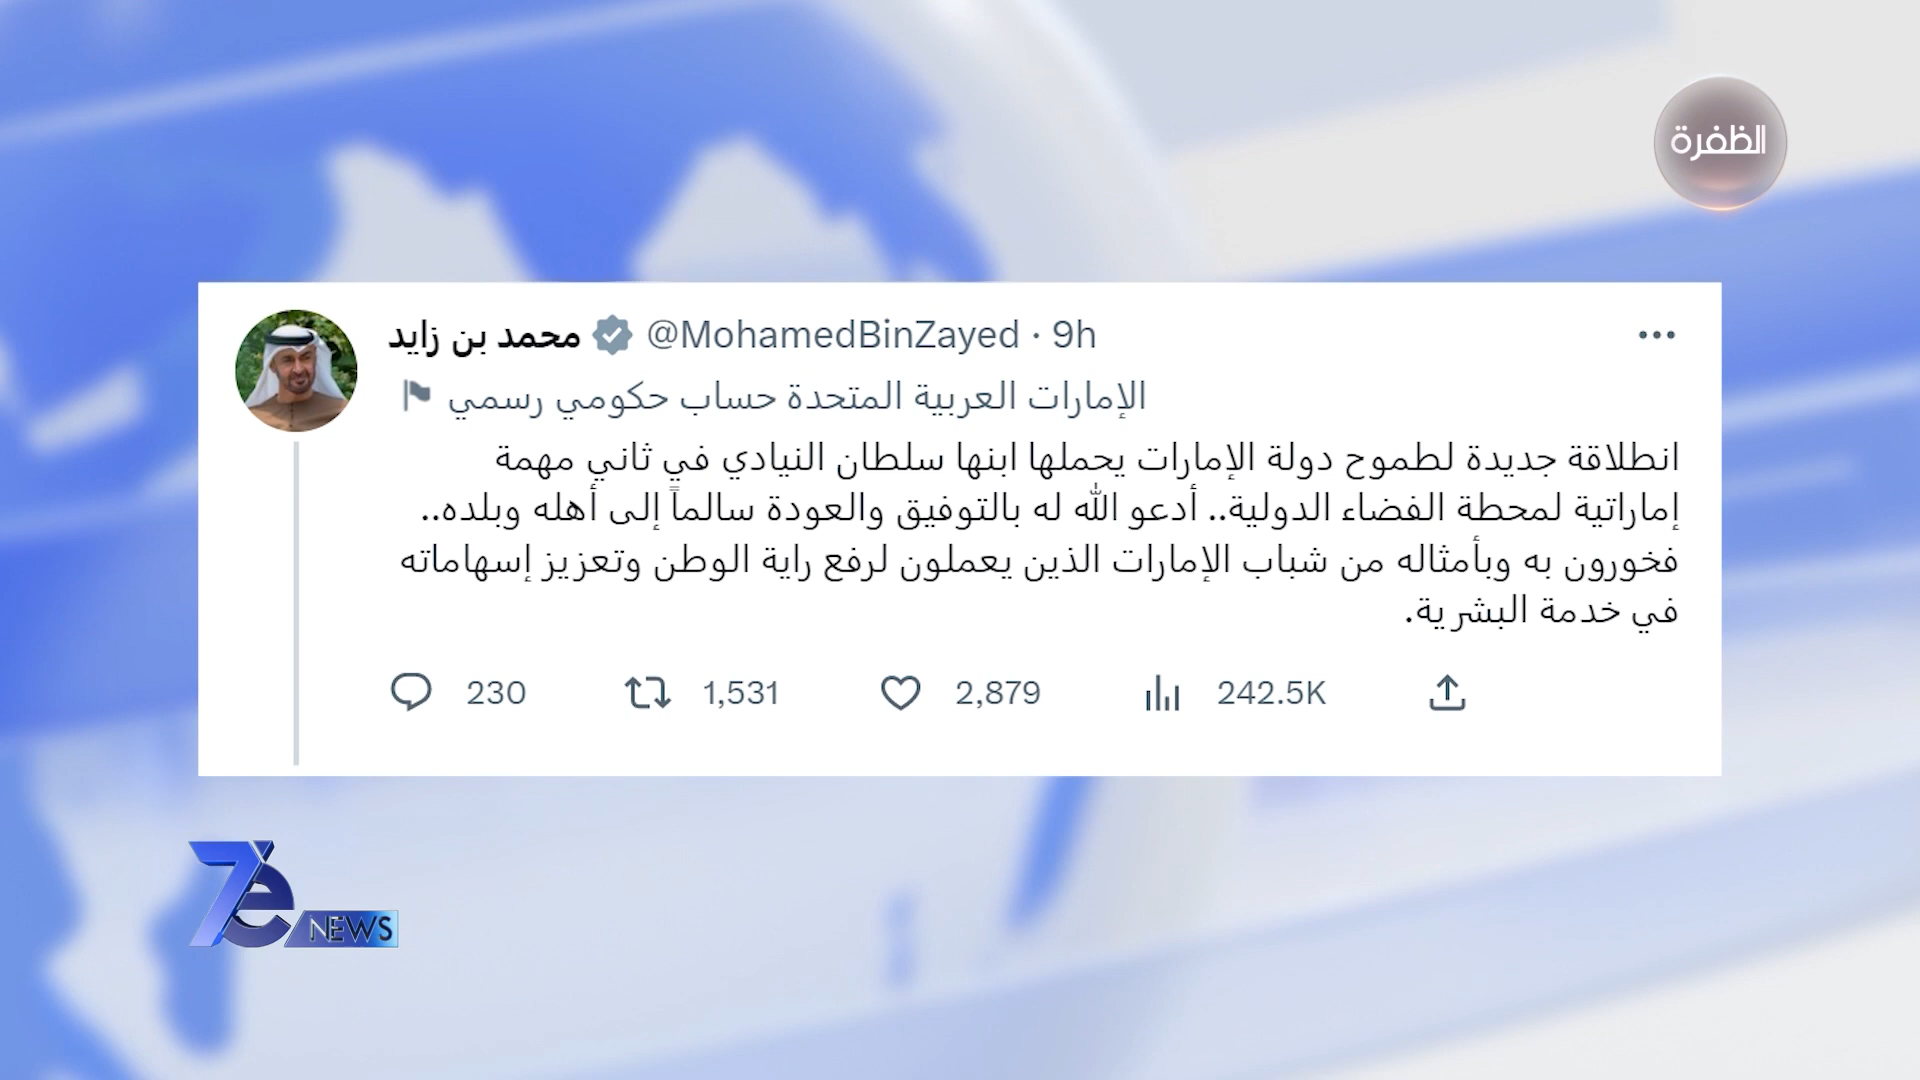 الظفرة
محمد بن زايد @MohamedBinZayed · 9h
الإمارات العربية المتحدة حساب حكومي رسمي
انطلاقة جديدة لطموح دولة الإمارات يحملها ابنها سلطان النيادي في ثاني مهمة
إماراتية لمحطة الفضاء الدولية.. أدعو الله له بالتوفيق والعودة سالماً إلى أهله وبلده..
فخورون به وبأمثاله من شباب الإمارات الذين يعملون لرفع راية الوطن وتعزيز إسهاماته
في خدمة البشرية.
230 1,531 2,879 242.5K
7e NEWS